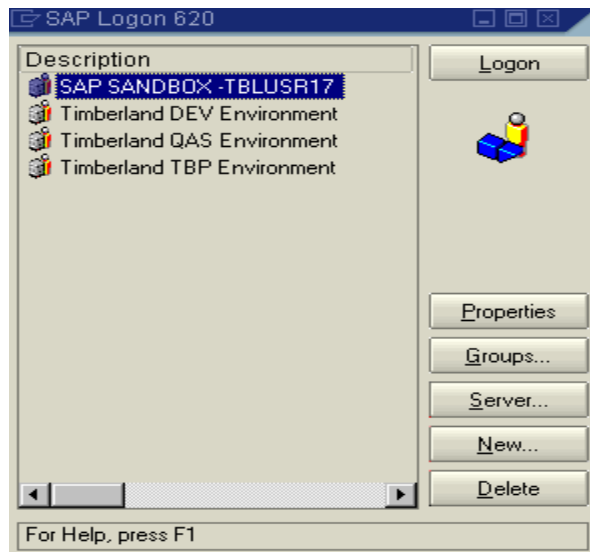 SAP Logon 620
Description
SAP SANDBOX -TBLUSR17
Timberland DEV Environment
Timberland QAS Environment
Timberland TBP Environment
Logon
Properties
Groups...
Server...
New...
Delete
For Help, press F1